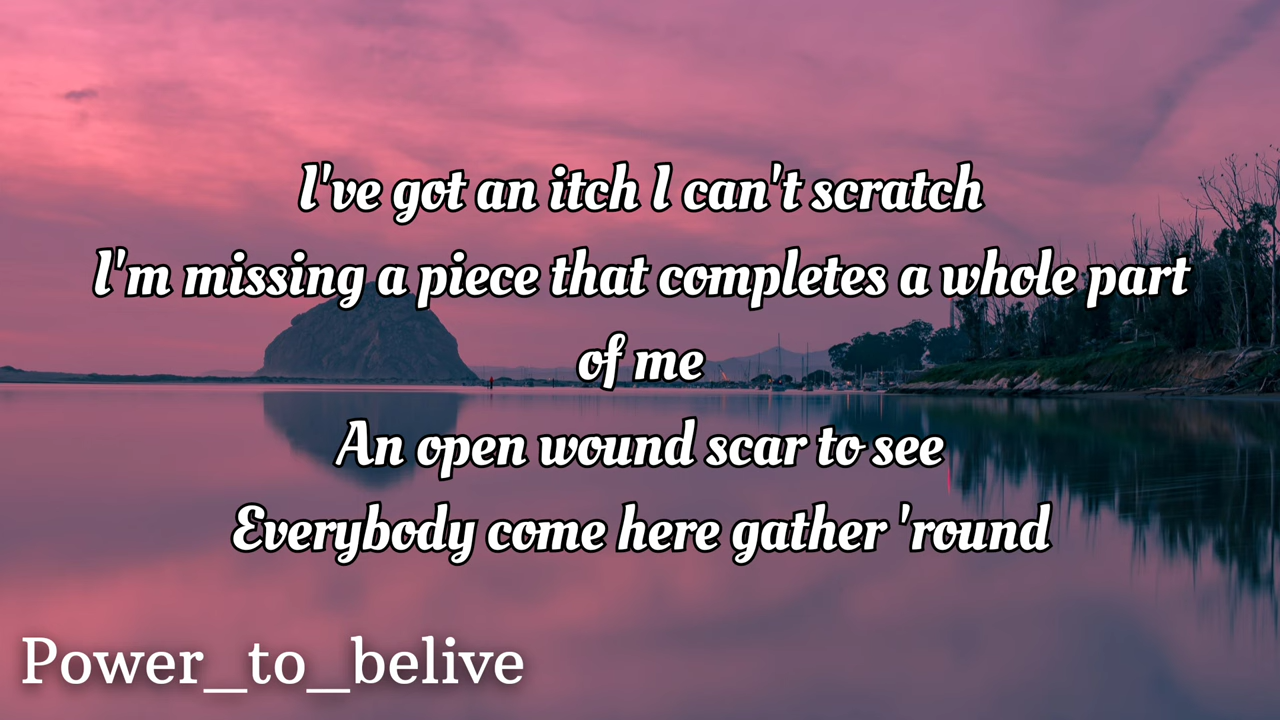 I've got an itch I can't scratch
I'm missing a piece that completes a whole part
of me
An open wound scar to see
Everybody come here gather 'round
Power_to_belive